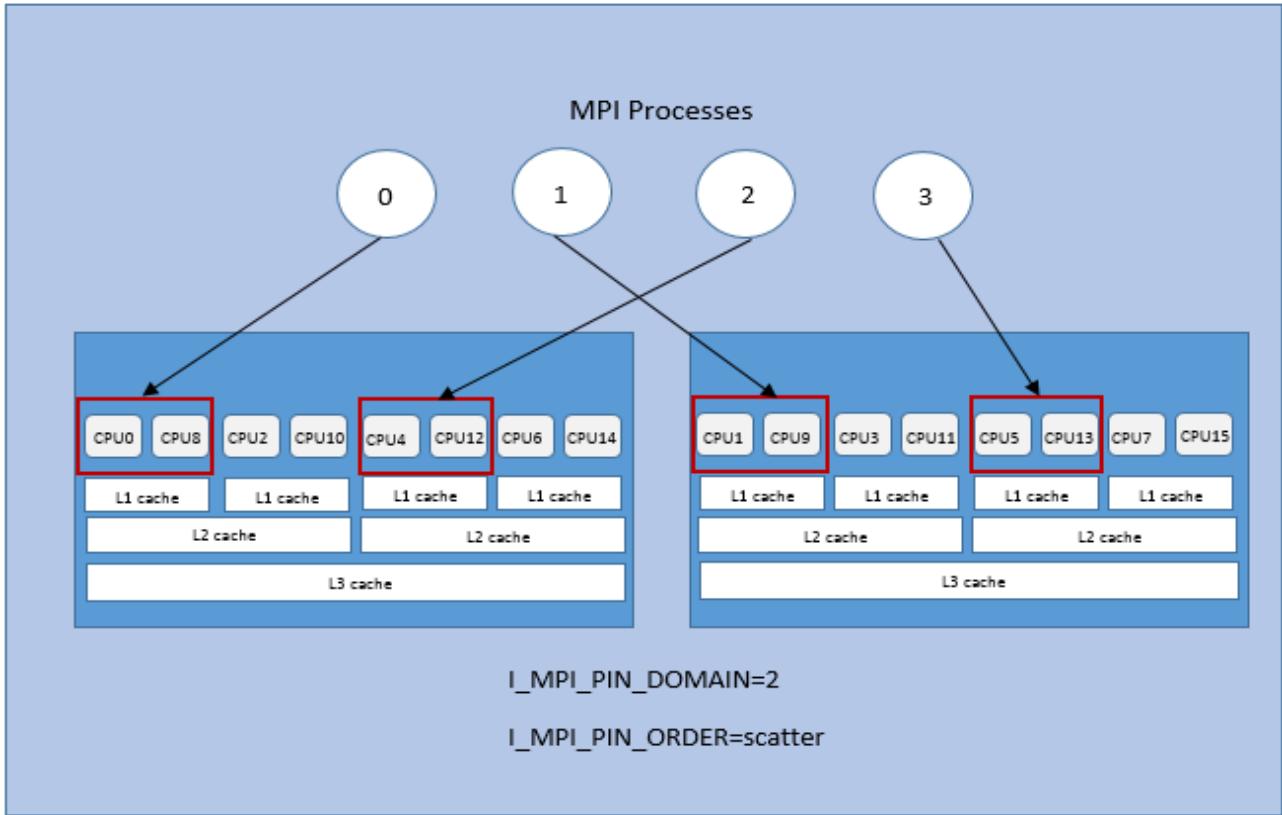 MPI Processes
0 1 2 3
CPU0 CPU8 CPU2 CPU10 CPU4 CPU12 CPU6 CPU14 CPU1 CPU9 CPU3 CPU11 CPU5 CPU13 CPU7 CPU15
L1 cache L1 cache L1 cache L1 cache L1 cache L1 cache L1 cache L1 cache
L2 cache L2 cache L2 cache L2 cache
L3 cache L3 cache
I_MPI_PIN_DOMAIN=2
I_MPI_PIN_ORDER=scatter